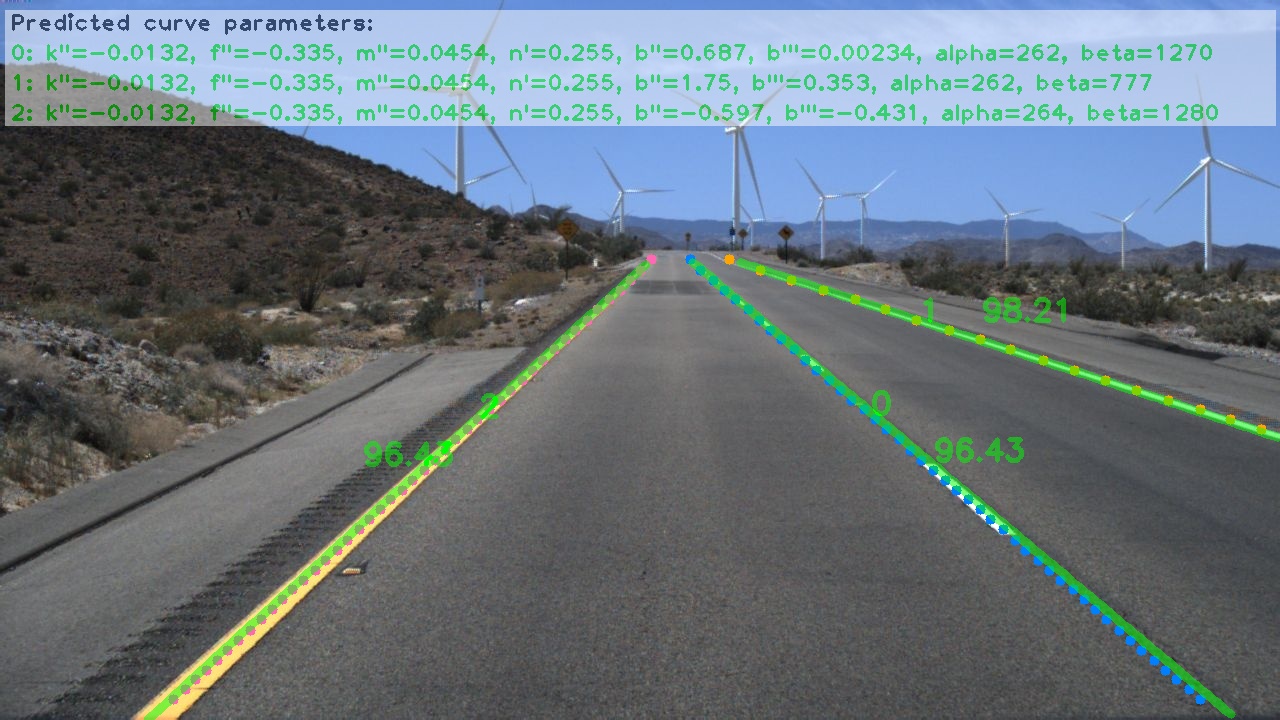 Predicted curve parameters:
0: k''=-0.0132, f''=-0.335, m''=0.0454, n'=0.255, b''=0.687, b'''=0.00234, alpha=262, beta=1270
1: k''=-0.0132, f''=-0.335, m''=0.0454, n'=0.255, b''=1.75, b'''=0.353, alpha=262, beta=777
2: k''=-0.0132, f''=-0.335, m''=0.0454, n'=0.255, b''=-0.597, b'''=-0.431, alpha=264, beta=1280
1 98.21
2
0
96.43
96.43